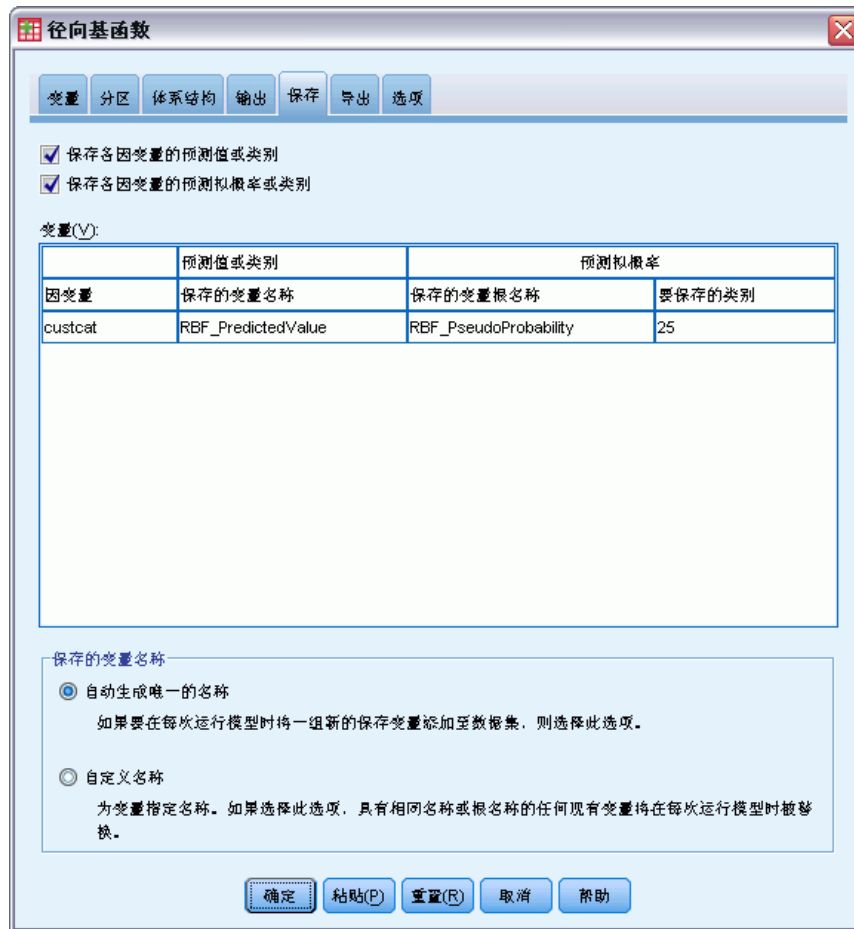 径向基函数
变量 分区 体系结构 输出 保存 导出 选项
保存各因变量的预测值或类别
保存各因变量的预测拟概率或类别
变量(V):
预测值或类别 预测拟概率
因变量 保存的变量名称 保存的变量根名称 要保存的类别
custcat RBF_PredictedValue RBF_PseudoProbability 25
保存的变量名称
自动生成唯一的名称
如果要在每次运行模型时将一组新的保存变量添加至数据集，则选择此选项。
自定义名称
为变量指定名称。如果选择此选项，具有相同名称或根名称的任何现有变量将在每次运行模型时被替
换。
确定 粘贴(P) 重置(R) 取消 帮助